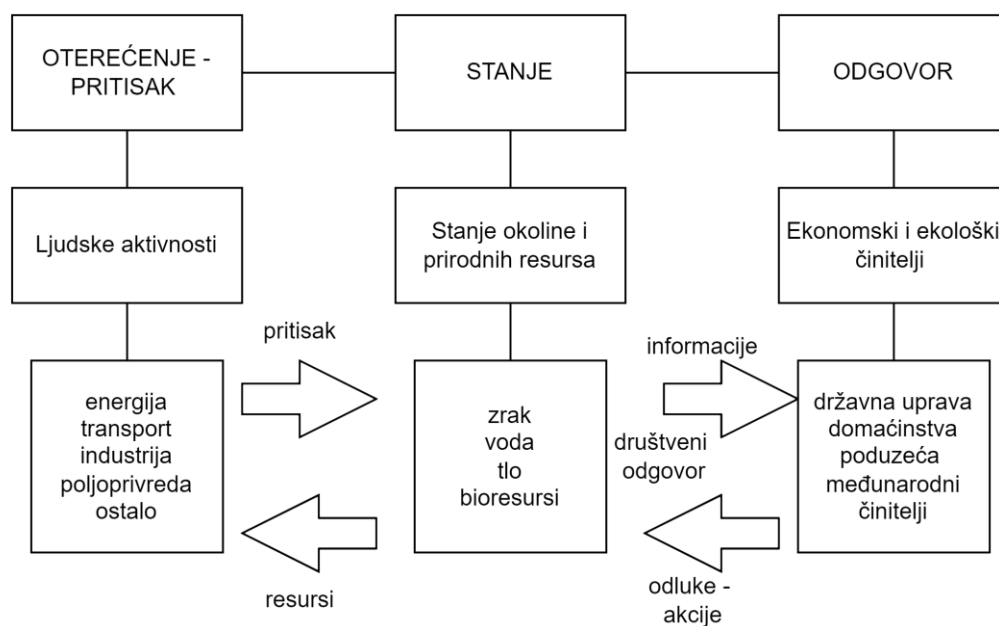 OTEREĆENJE -
PRITISAK
STANJE
ODGOVOR
Ljudske aktivnosti
Stanje okoline i
prirodnih resursa
Ekonomski i ekološki
činitelji
pritisak
informacije
energija
transport
industrija
poljoprivreda
ostalo
zrak
voda
tlo
bioresursi
društveni
odgovor
državna uprava
domaćinstva
poduzeća
međunarodni
činitelji
resursi
odluke -
akcije